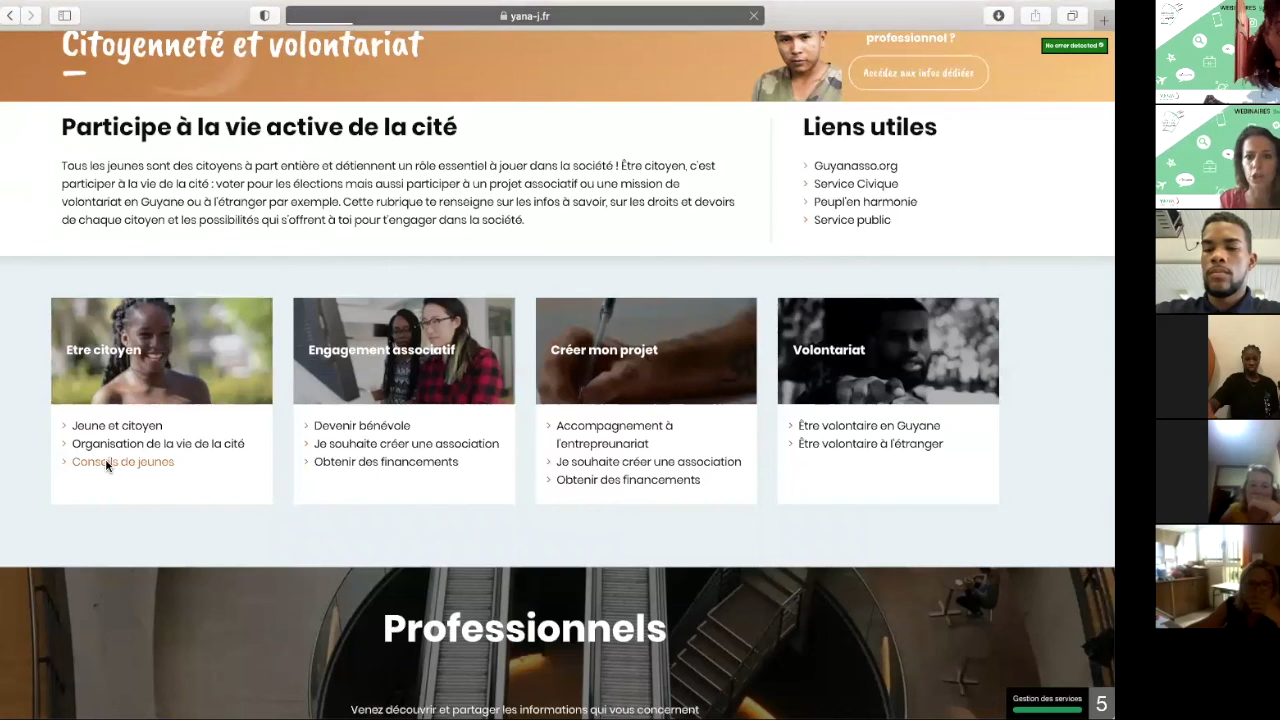 yana-j.fr
Citoyenneté et volontariat
professionnel ?
Accédez aux infos dédiées
No error detected
Participe à la vie active de la cité
Tous les jeunes sont des citoyens à part entière et détiennent un rôle essentiel à jouer dans la société ! Être citoyen, c'est
participer à la vie de la cité : voter pour les élections mais aussi participer à un projet associatif ou une mission de
volontariat en Guyane ou à l'étranger par exemple. Cette rubrique te renseigne sur les infos à savoir, sur les droits et devoirs
de chaque citoyen et les possibilités qui s'offrent à toi pour t'engager dans la société.
Liens utiles
Guyanasso.org
Service Civique
Peupl'en harmonie
Service public
Etre citoyen
Jeune et citoyen
Organisation de la vie de la cité
Conseils de jeunes
Engagement associatif
Devenir bénévole
Je souhaite créer une association
Obtenir des financements
Créer mon projet
Accompagnement à
l'entrepreunariat
Je souhaite créer une association
Obtenir des financements
Volontariat
Être volontaire en Guyane
Être volontaire à l'étranger
Professionnels
Venez découvrir et partager les informations qui vous concernent
Gestion des services
5
WEBINAIRES